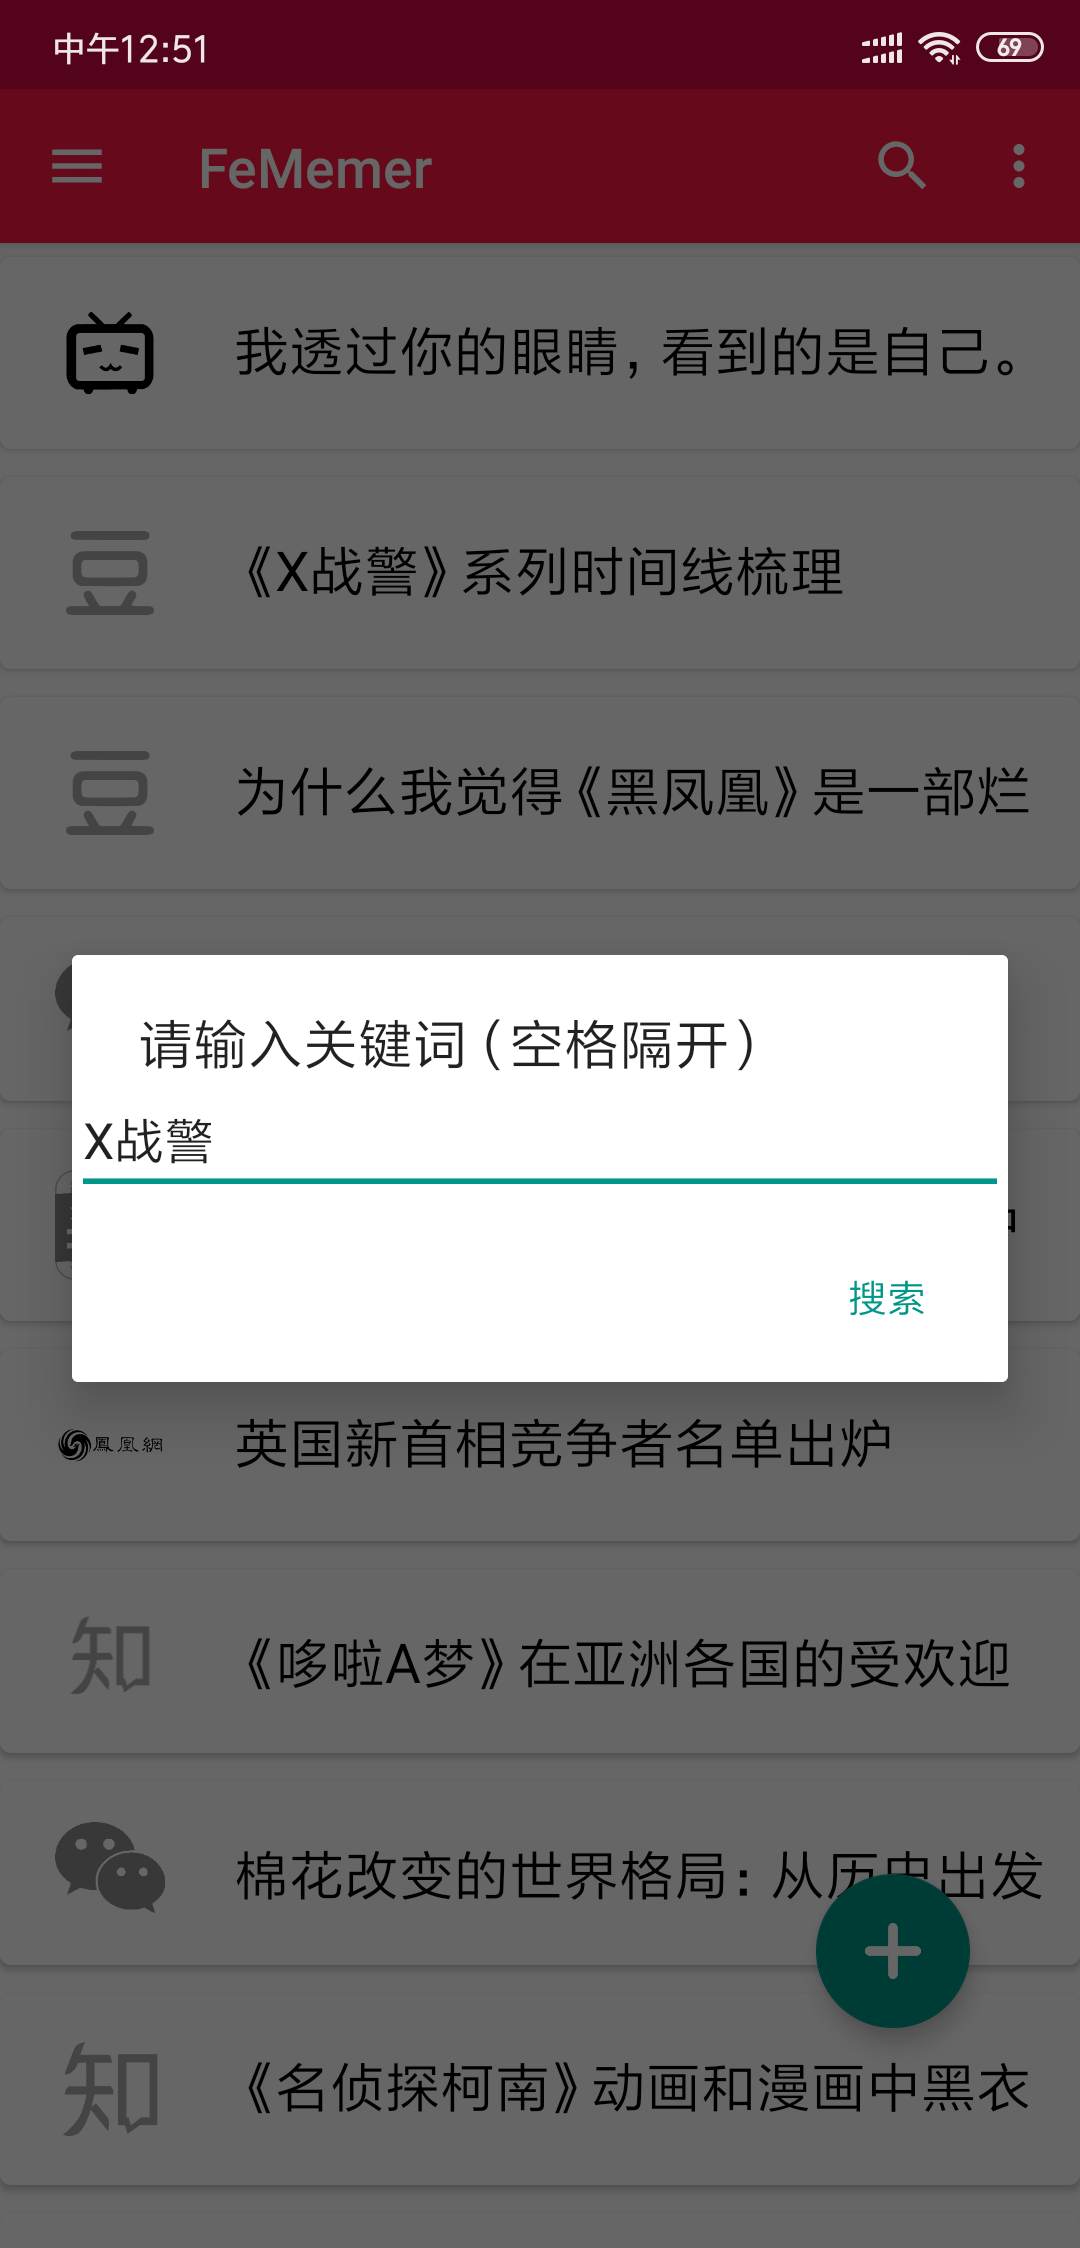 中午12:51
69
FeMemer
我透过你的眼睛，看到的是自己。
豆
《X战警》系列时间线梳理
豆
为什么我觉得《黑凤凰》是一部烂
请输入关键词（空格隔开）
X战警
搜索
鳳凰網
英国新首相竞争者名单出炉
知
《哆啦A梦》在亚洲各国的受欢迎
棉花改变的世界格局：从历史出发
知
《名侦探柯南》动画和漫画中黑衣